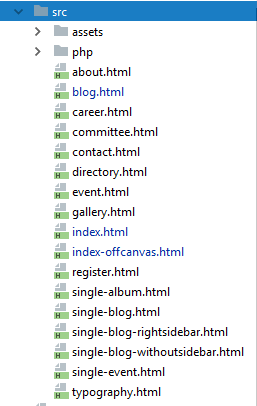 src
assets
php
about.html
blog.html
career.html
committee.html
contact.html
directory.html
event.html
gallery.html
index.html
index-offcanvas.html
register.html
single-album.html
single-blog.html
single-blog-rightsidebar.html
single-blog-withoutsidebar.html
single-event.html
typography.html